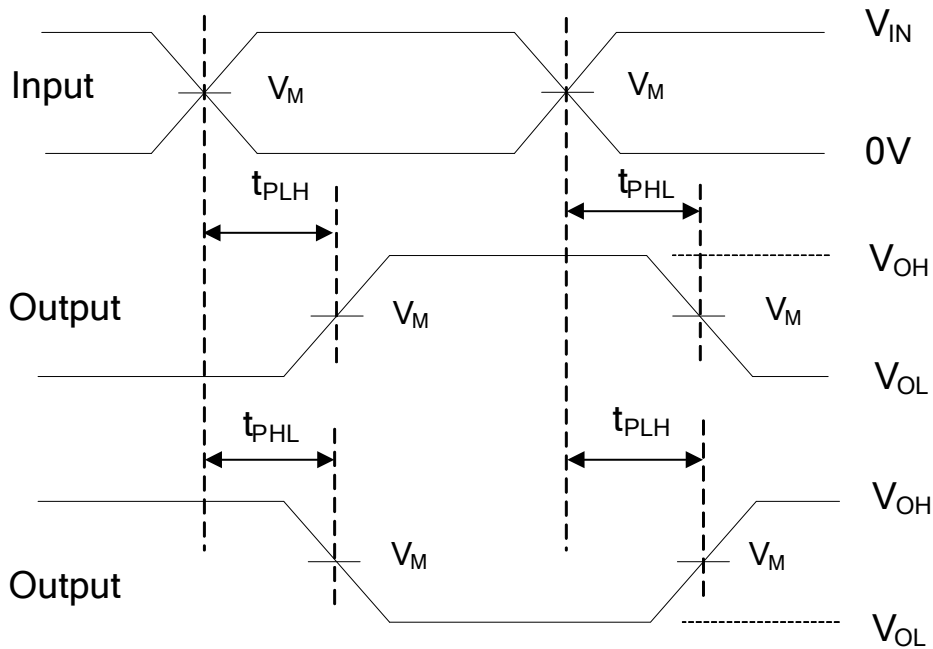 V_IN
Input V_M V_M
0V
t_PLH t_PHL
V_OH
Output V_M V_M
V_OL
t_PHL t_PLH
V_OH
Output V_M V_M
V_OL